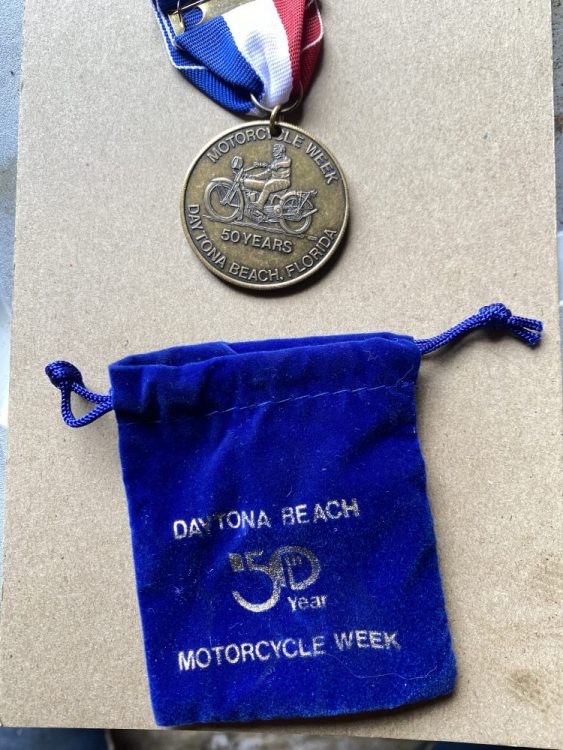 MOTORCYCLE WEEK
50 YEARS
DAYTONA BEACH, FLORIDA
DAYTONA BEACH
50th
Year
MOTORCYCLE WEEK